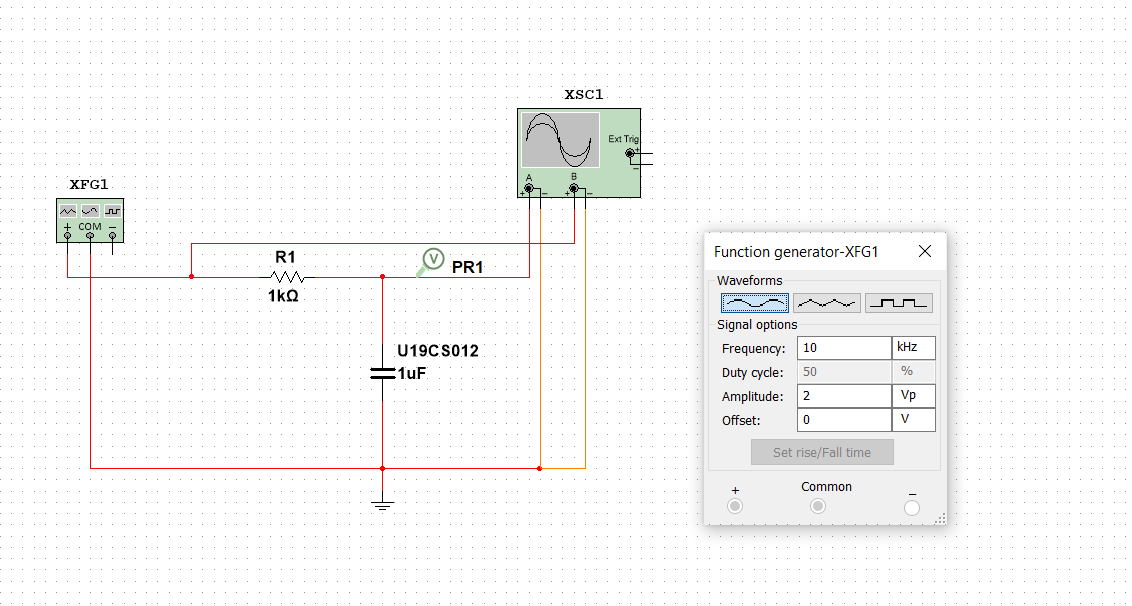 XSC1
Ext Trig
+
−
A
B
+ − + −
XFG1
+ COM −
R1
1kΩ
V
PR1
U19CS012
1uF
Function generator-XFG1
Waveforms
Signal options
Frequency: 10 kHz
Duty cycle: 50 %
Amplitude: 2 Vp
Offset: 0 V
Set rise/Fall time
+ Common −